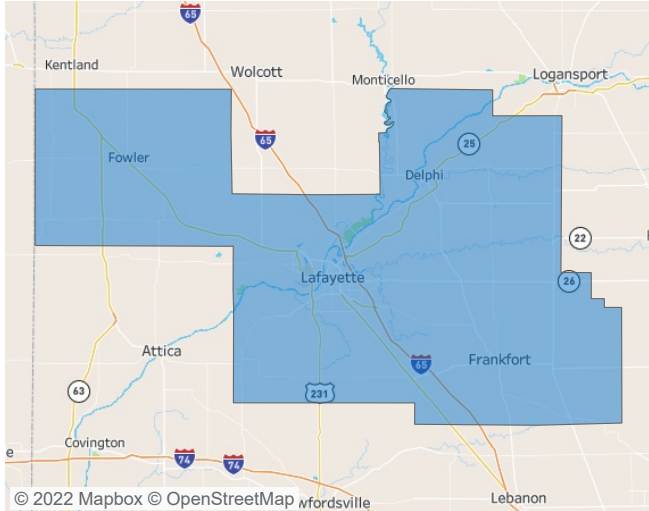 65
Kentland
Wolcott
Monticello
Logansport
65
25
Fowler
Delphi
22
26
Lafayette
Attica
Frankfort
65
63
231
Covington
74
74
Lebanon
© 2022 Mapbox © OpenStreetMap
wfordsville